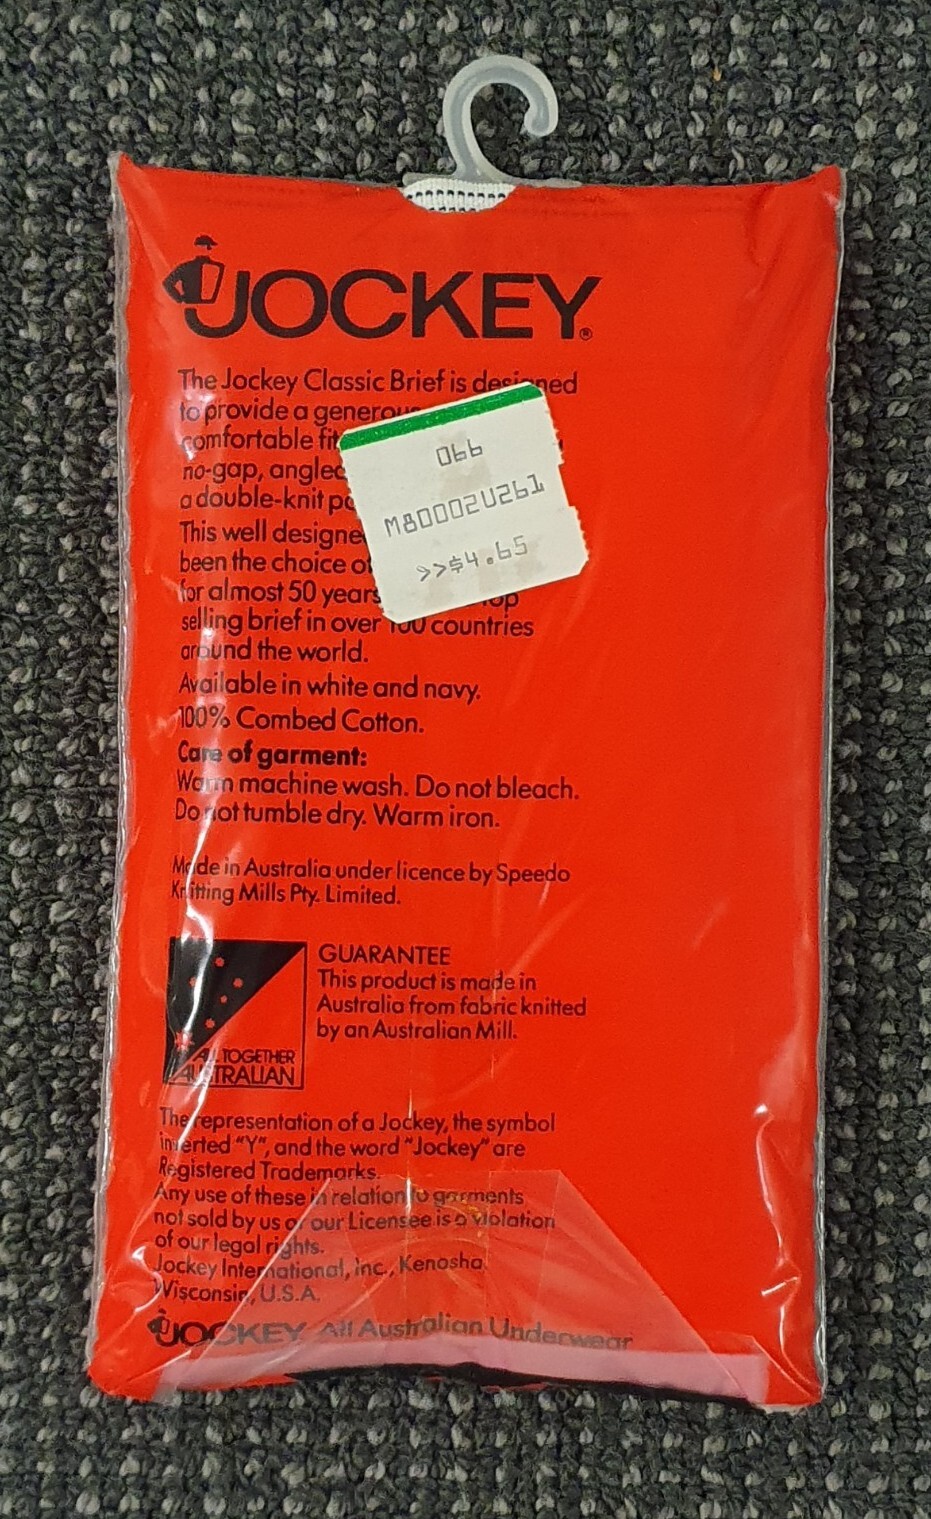 JOCKEY®
The Jockey Classic Brief is designed
to provide a generous
comfortable fit
no-gap, angled
a double-knit
This well designed
been the choice of
for almost 50 years
selling brief in over 100 countries
around the world.
Available in white and navy.
100% Combed Cotton.
Care of garment:
Warm machine wash. Do not bleach.
Do not tumble dry. Warm iron.
Made in Australia under licence by Speedo
Knitting Mills Pty. Limited.
GUARANTEE
This product is made in
Australia from fabric knitted
by an Australian Mill.
ALL TOGETHER
AUSTRALIAN
The representation of a Jockey, the symbol
inverted "Y", and the word "Jockey" are
Registered Trademarks.
Any use of these in relation to garments
not sold by us or our Licensee is a violation
of our legal rights.
Jockey International, Inc., Kenosha,
Wisconsin, U.S.A.
JOCKEY All Australian Underwear
066
M80002U261
>>$4.65